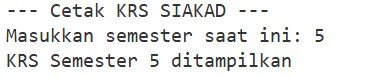 --- Cetak KRS SIAKAD ---
Masukkan semester saat ini: 5
KRS Semester 5 ditampilkan